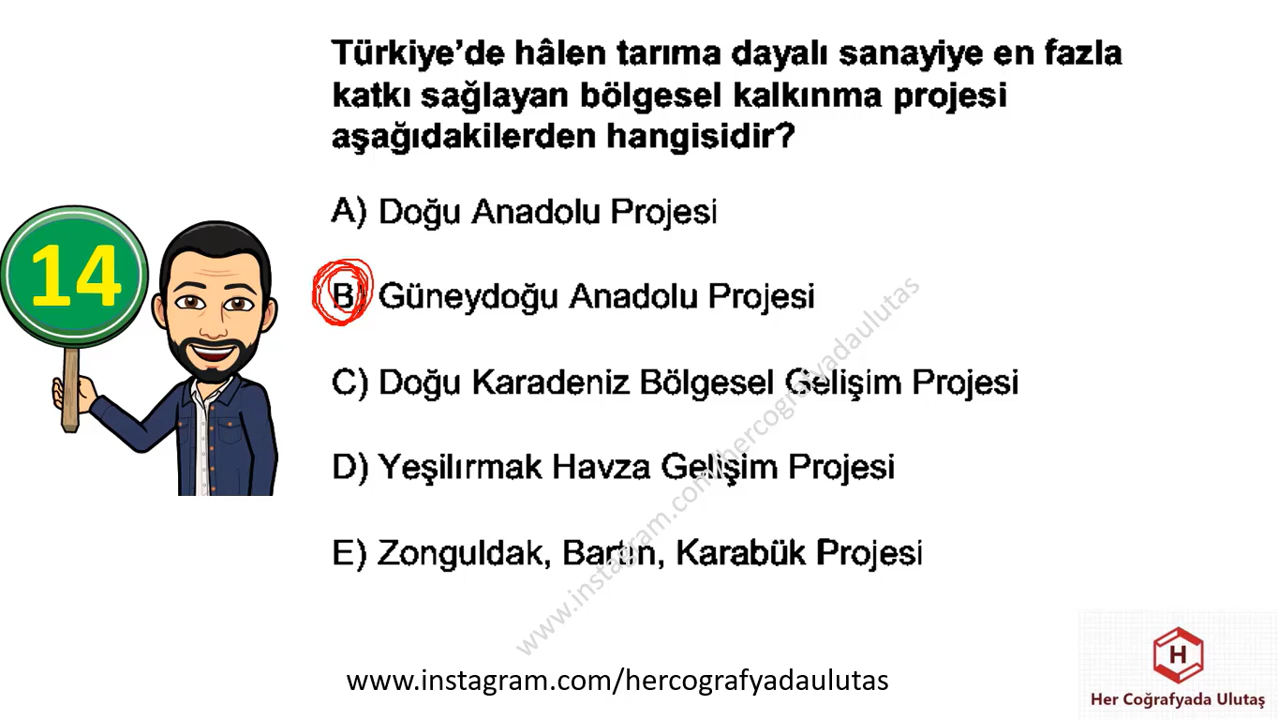 Türkiye'de hâlen tarıma dayalı sanayiye en fazla
katkı sağlayan bölgesel kalkınma projesi
aşağıdakilerden hangisidir?
A) Doğu Anadolu Projesi
14
B) Güneydoğu Anadolu Projesi
C) Doğu Karadeniz Bölgesel Gelişim Projesi
D) Yeşilırmak Havza Gelişim Projesi
E) Zonguldak, Bartın, Karabük Projesi
www.instagram.com/hercografyadaulutas
www.instagram.com/hercografyadaulutas
H
Her Coğrafyada Ulutaş